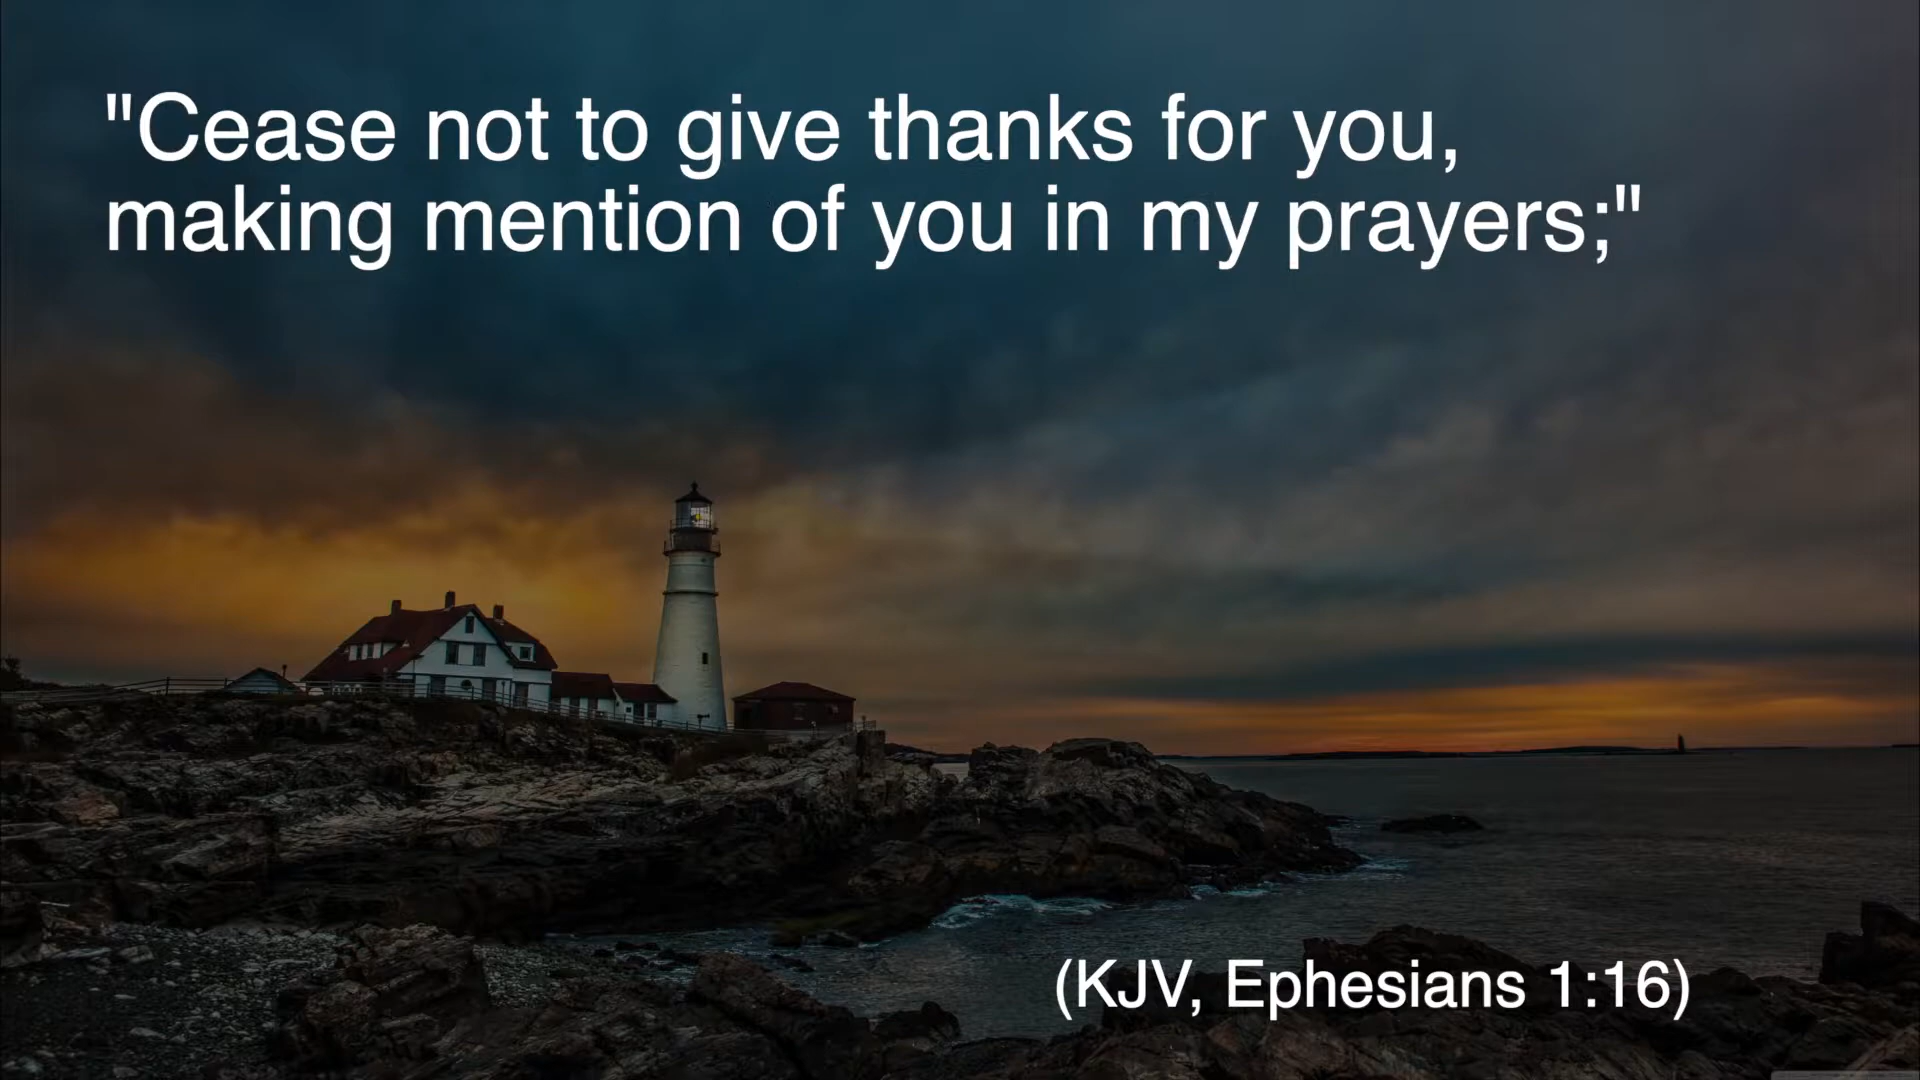 "Cease not to give thanks for you,
making mention of you in my prayers;"
(KJV, Ephesians 1:16)